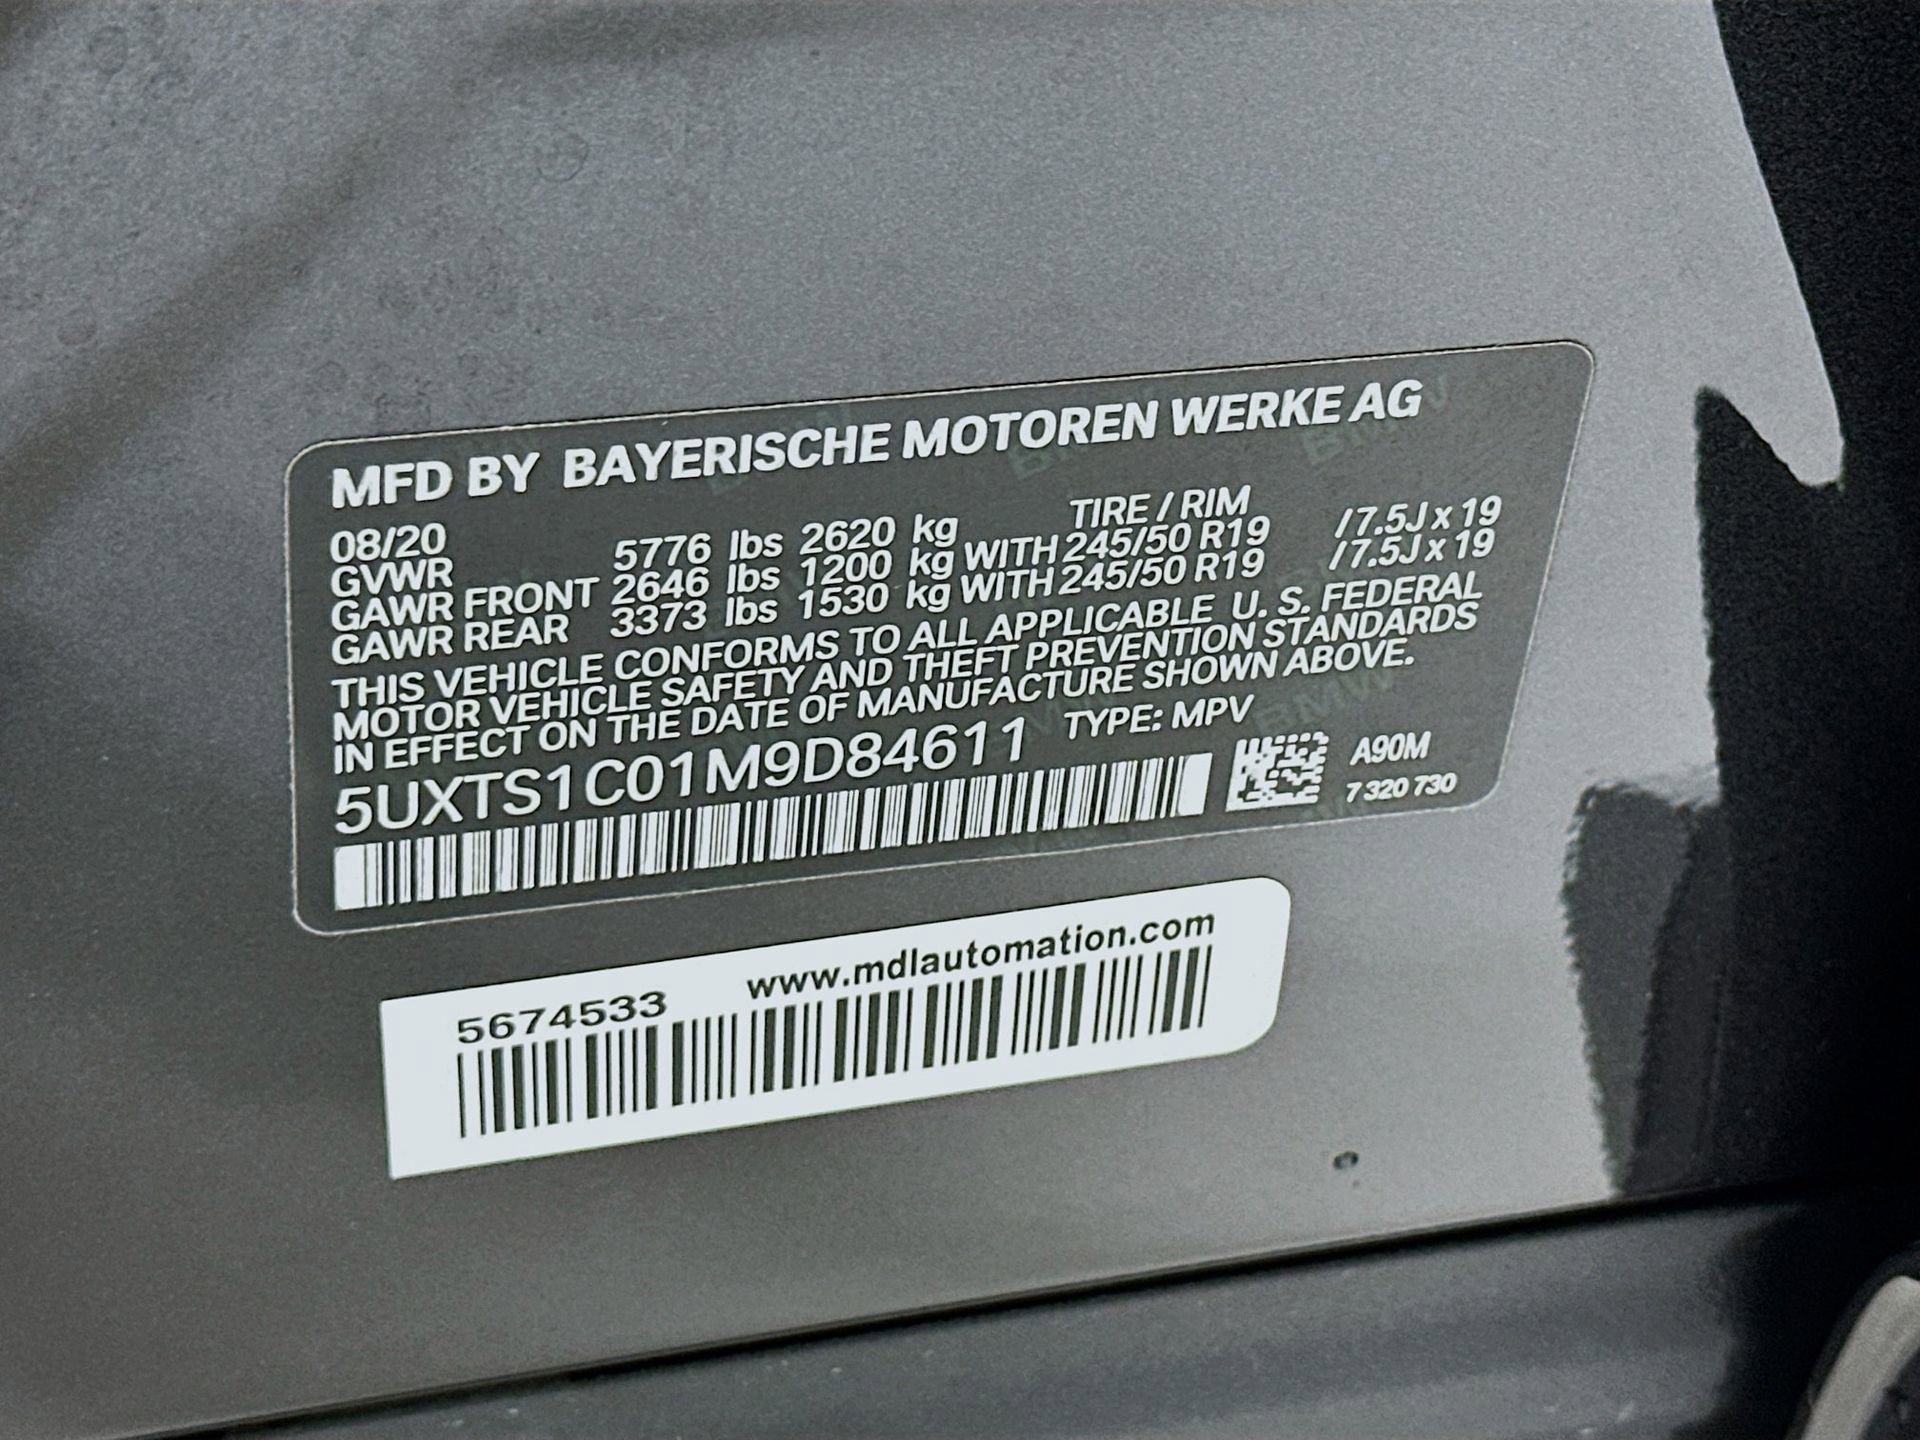 MFD BY BAYERISCHE MOTOREN WERKE AG
08/20 TIRE / RIM
GVWR 5776 lbs 2620 kg
GAWR FRONT 2646 lbs 1200 kg WITH 245/50 R19 / 7.5J x 19
GAWR REAR 3373 lbs 1530 kg WITH 245/50 R19 / 7.5J x 19
THIS VEHICLE CONFORMS TO ALL APPLICABLE U. S. FEDERAL
MOTOR VEHICLE SAFETY AND THEFT PREVENTION STANDARDS
IN EFFECT ON THE DATE OF MANUFACTURE SHOWN ABOVE.
5UXTS1C01M9D84611 TYPE: MPV
A90M
7 320 730
5674533 www.mdlautomation.com